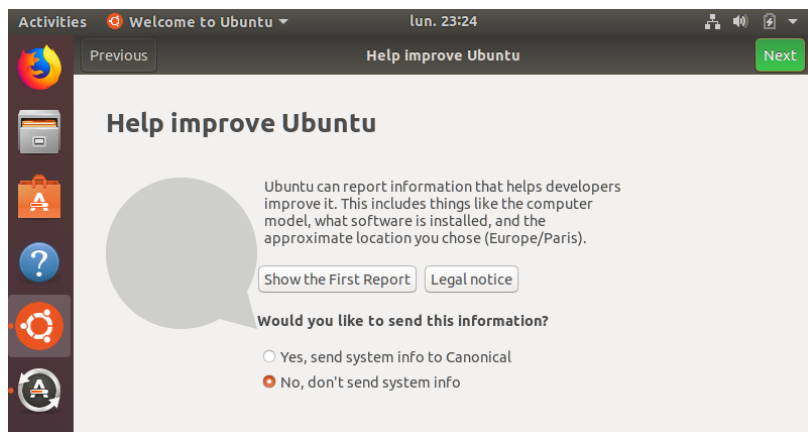 Activities Welcome to Ubuntu lun. 23:24
Previous Help improve Ubuntu Next
Help improve Ubuntu
Ubuntu can report information that helps developers
improve it. This includes things like the computer
model, what software is installed, and the
approximate location you chose (Europe/Paris).
Show the First Report Legal notice
Would you like to send this information?
Yes, send system info to Canonical
No, don't send system info